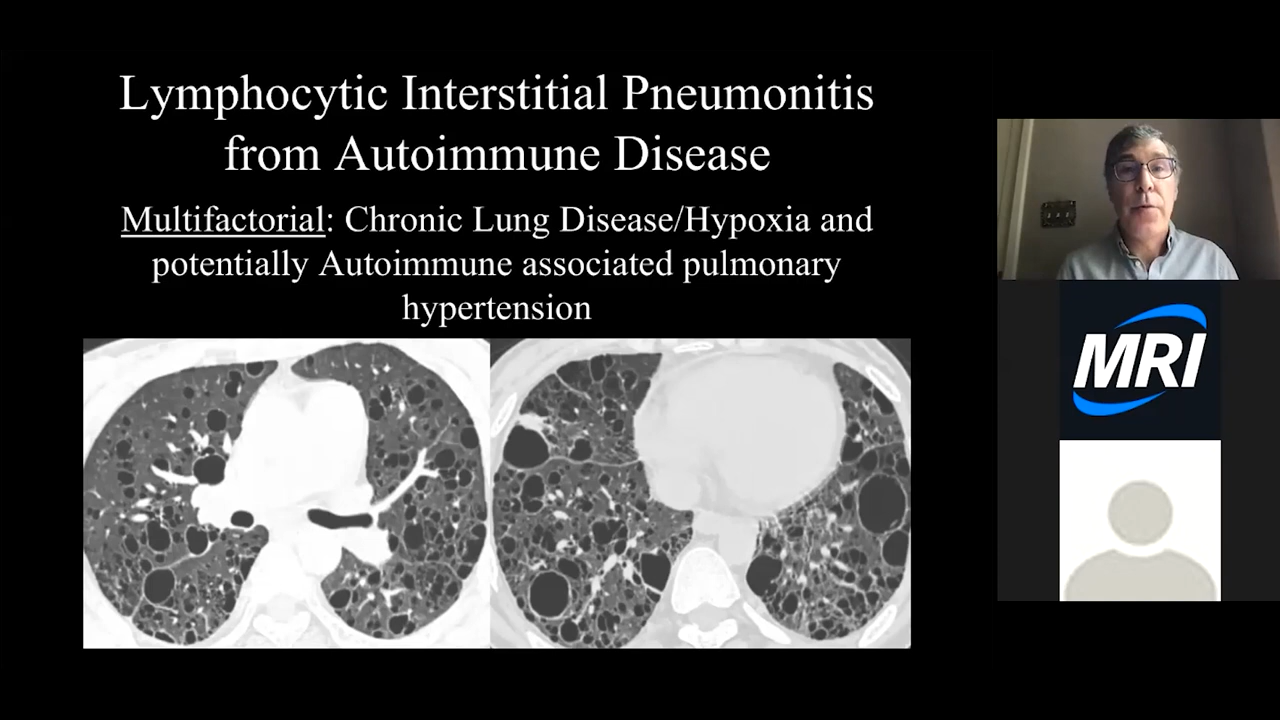 Lymphocytic Interstitial Pneumonitis
from Autoimmune Disease
Multifactorial: Chronic Lung Disease/Hypoxia and
potentially Autoimmune associated pulmonary
hypertension
MRI